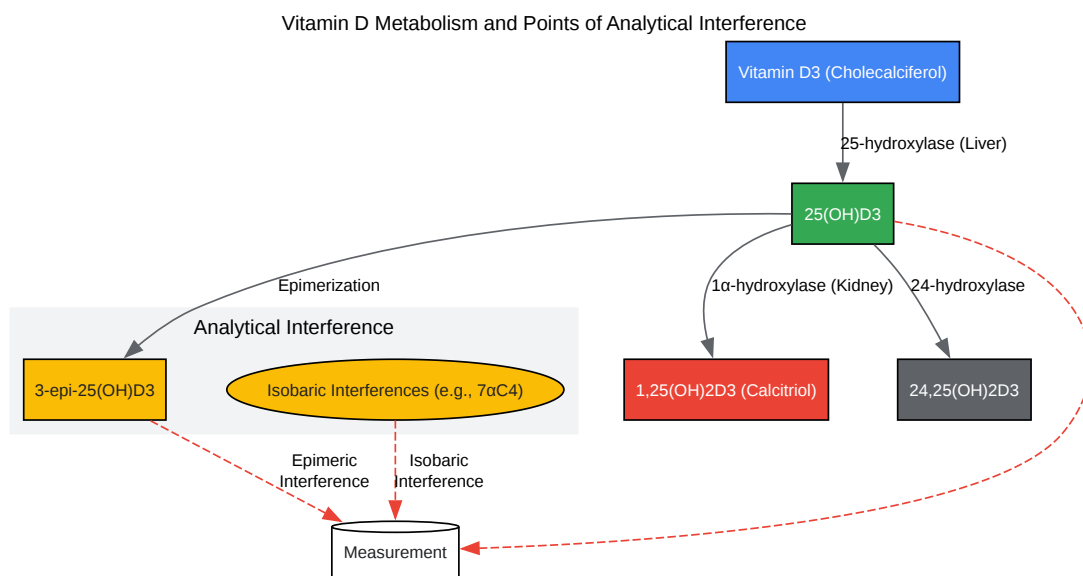 Vitamin D Metabolism and Points of Analytical Interference
Vitamin D3 (Cholecalciferol)
25-hydroxylase (Liver)
25(OH)D3
Epimerization
1α-hydroxylase (Kidney)
24-hydroxylase
Analytical Interference
3-epi-25(OH)D3
Isobaric Interferences (e.g., 7αC4)
1,25(OH)2D3 (Calcitriol)
24,25(OH)2D3
Epimeric
Interference
Isobaric
Interference
Measurement